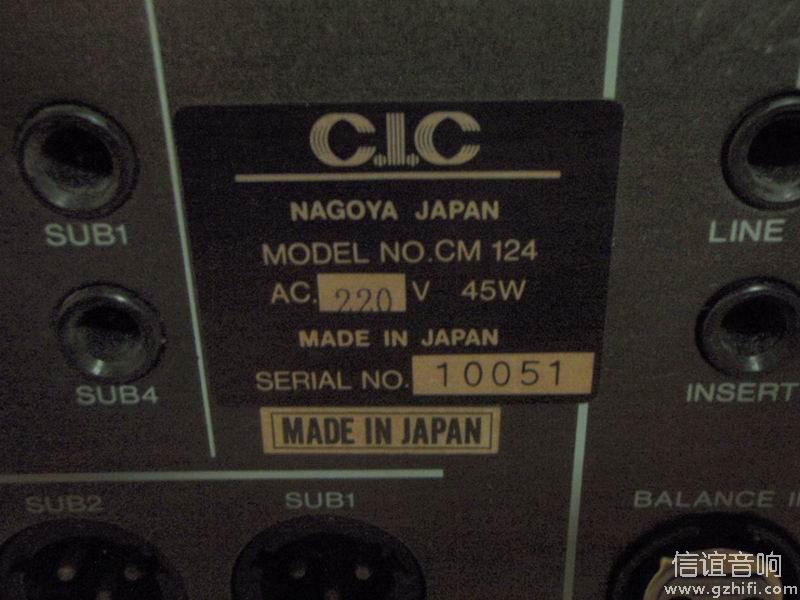 C.I.C
NAGOYA JAPAN
SUB1
LINE
MODEL NO.CM 124
AC. 220 V 45W
MADE IN JAPAN
SERIAL NO. 10051
SUB4
INSERT
MADE IN JAPAN
SUB2
SUB1
BALANCE I
信谊音响
www.gzhifi.com